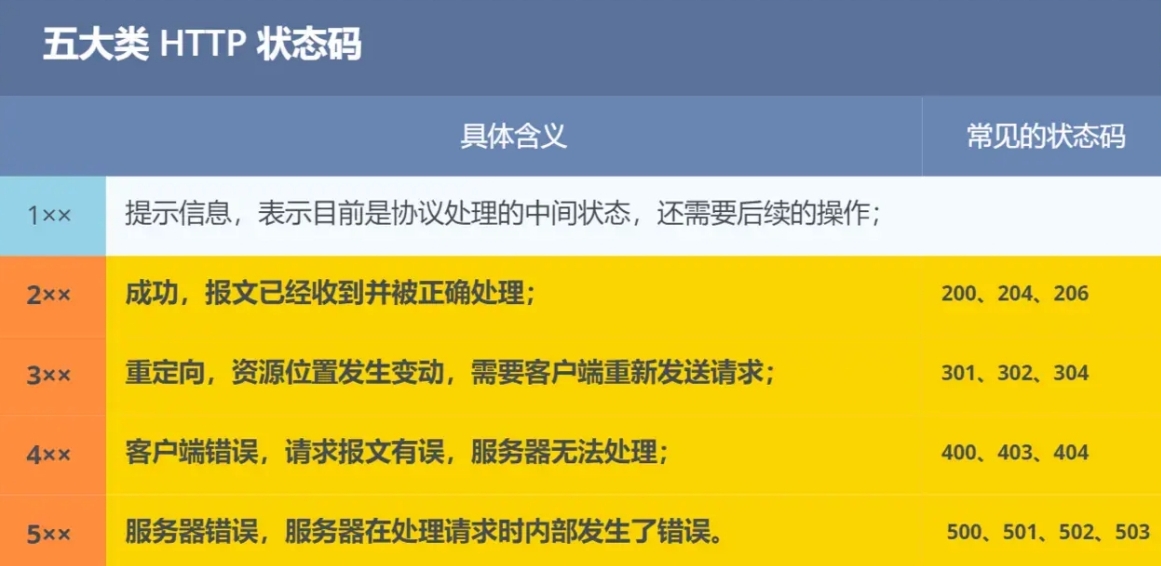 五大类 HTTP 状态码
具体含义 常见的状态码
1×× 提示信息，表示目前是协议处理的中间状态，还需要后续的操作；
2×× 成功，报文已经收到并被正确处理； 200、204、206
3×× 重定向，资源位置发生变动，需要客户端重新发送请求； 301、302、304
4×× 客户端错误，请求报文有误，服务器无法处理； 400、403、404
5×× 服务器错误，服务器在处理请求时内部发生了错误。 500、501、502、503